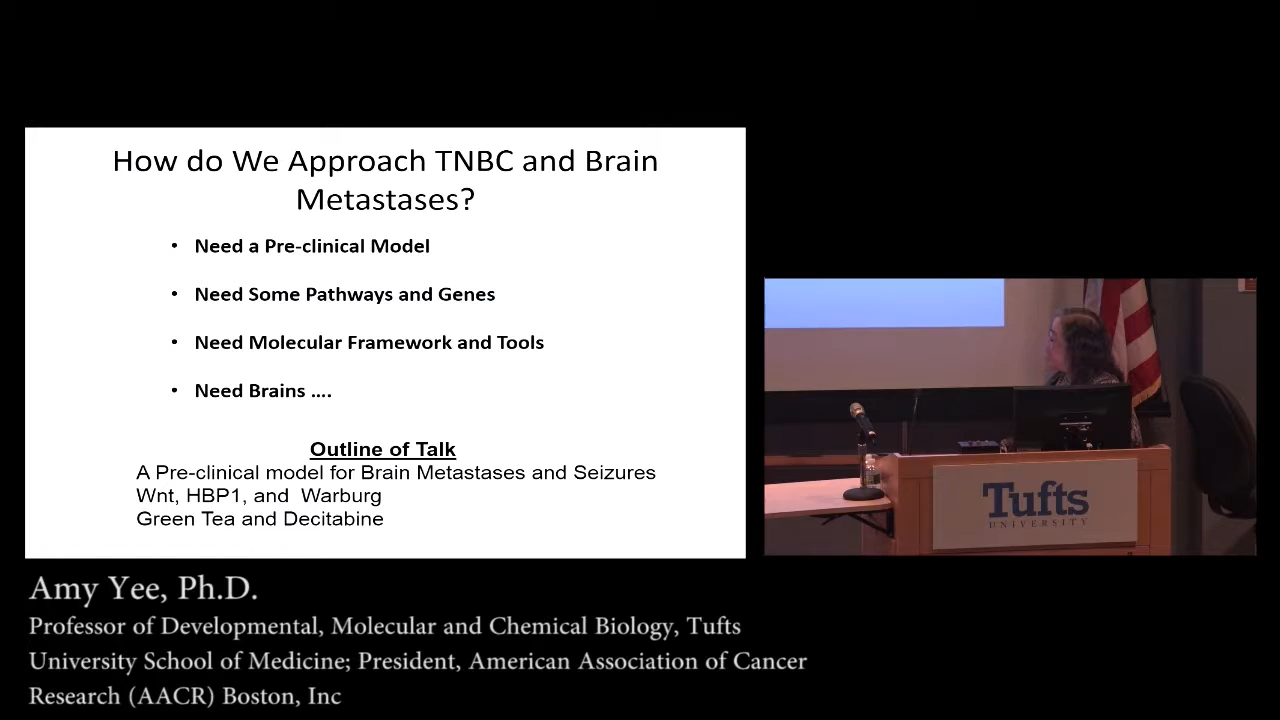 How do We Approach TNBC and Brain
Metastases?
• Need a Pre-clinical Model
• Need Some Pathways and Genes
• Need Molecular Framework and Tools
• Need Brains ....
Outline of Talk
A Pre-clinical model for Brain Metastases and Seizures
Wnt, HBP1, and Warburg
Green Tea and Decitabine
Tufts
UNIVERSITY
Amy Yee, Ph.D.
Professor of Developmental, Molecular and Chemical Biology, Tufts
University School of Medicine; President, American Association of Cancer
Research (AACR) Boston, Inc